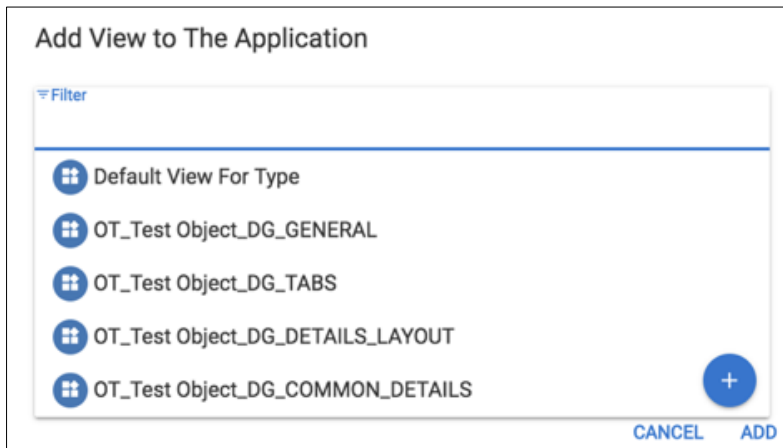 Add View to The Application
Filter
Default View For Type
OT_Test Object_DG_GENERAL
OT_Test Object_DG_TABS
OT_Test Object_DG_DETAILS_LAYOUT
OT_Test Object_DG_COMMON_DETAILS
+
CANCEL ADD